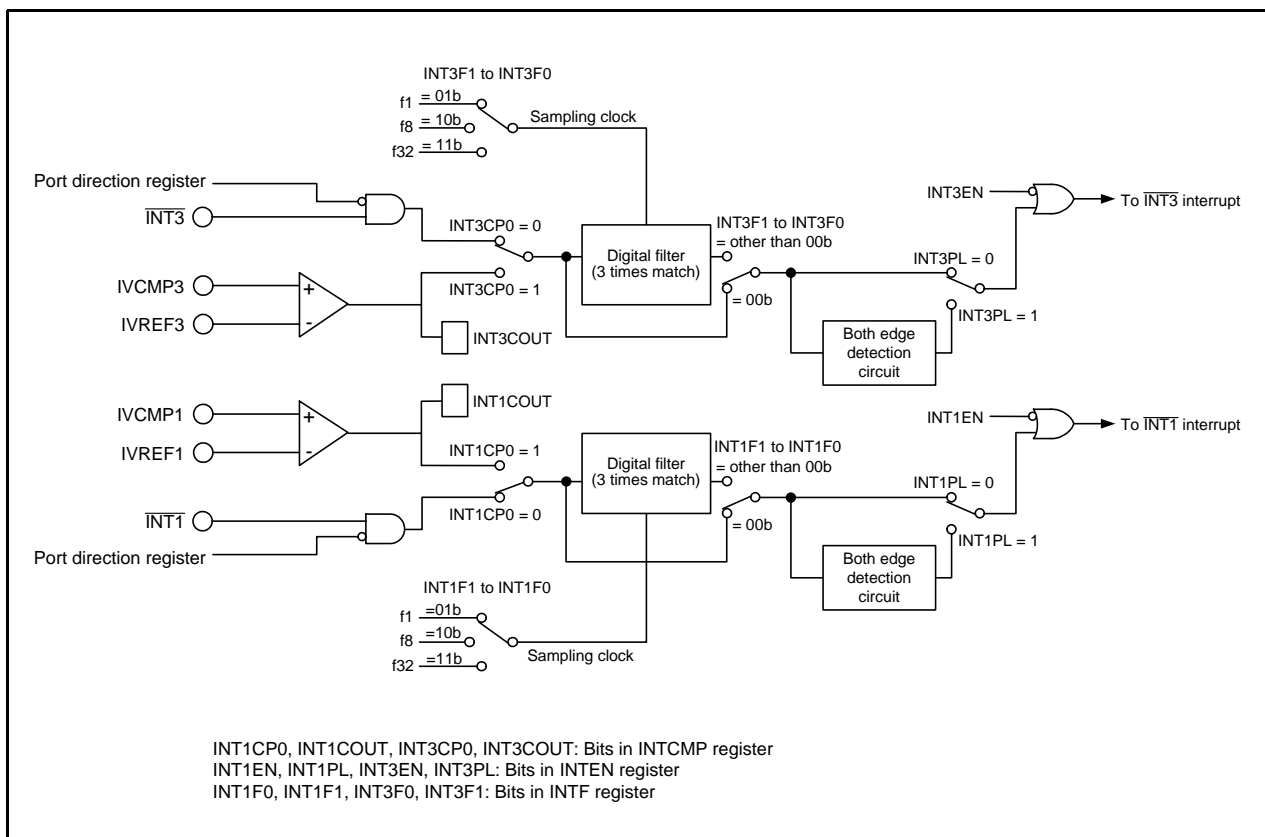 INT3F1 to INT3F0
f1 = 01b
f8 = 10b
f32 = 11b
Sampling clock
Port direction register
INT3
INT3CP0 = 0
Digital filter
(3 times match)
INT3F1 to INT3F0
= other than 00b
= 00b
INT3EN
To INT3 interrupt
INT3PL = 0
INT3PL = 1
Both edge
detection
circuit
IVCMP3
+
IVREF3
-
INT3CP0 = 1
INT3COUT
IVCMP1
+
IVREF1
-
INT1COUT
INT1CP0 = 1
INT1
INT1CP0 = 0
Port direction register
Digital filter
(3 times match)
INT1F1 to INT1F0
= other than 00b
= 00b
INT1EN
To INT1 interrupt
INT1PL = 0
INT1PL = 1
Both edge
detection
circuit
INT1F1 to INT1F0
f1 =01b
f8 =10b
f32 =11b
Sampling clock
INT1CP0, INT1COUT, INT3CP0, INT3COUT: Bits in INTCMP register
INT1EN, INT1PL, INT3EN, INT3PL: Bits in INTEN register
INT1F0, INT1F1, INT3F0, INT3F1: Bits in INTF register